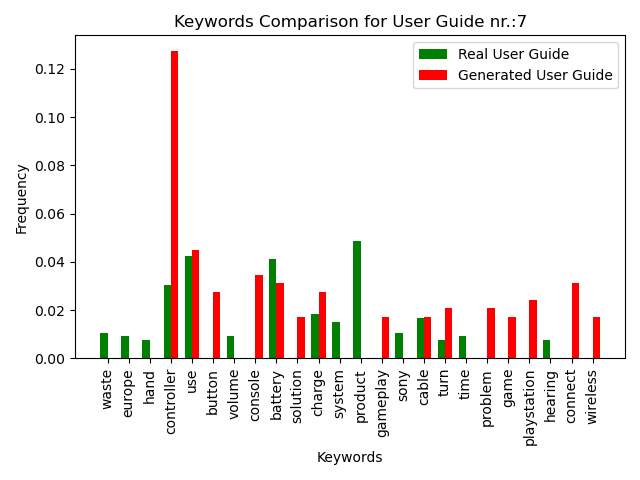 Keywords Comparison for User Guide nr.:7
Real User Guide
Generated User Guide
Frequency
0.12
0.10
0.08
0.06
0.04
0.02
0.00
waste
europe
hand
controller
use
button
volume
console
battery
solution
charge
system
product
gameplay
sony
cable
turn
time
problem
game
playstation
hearing
connect
wireless
Keywords